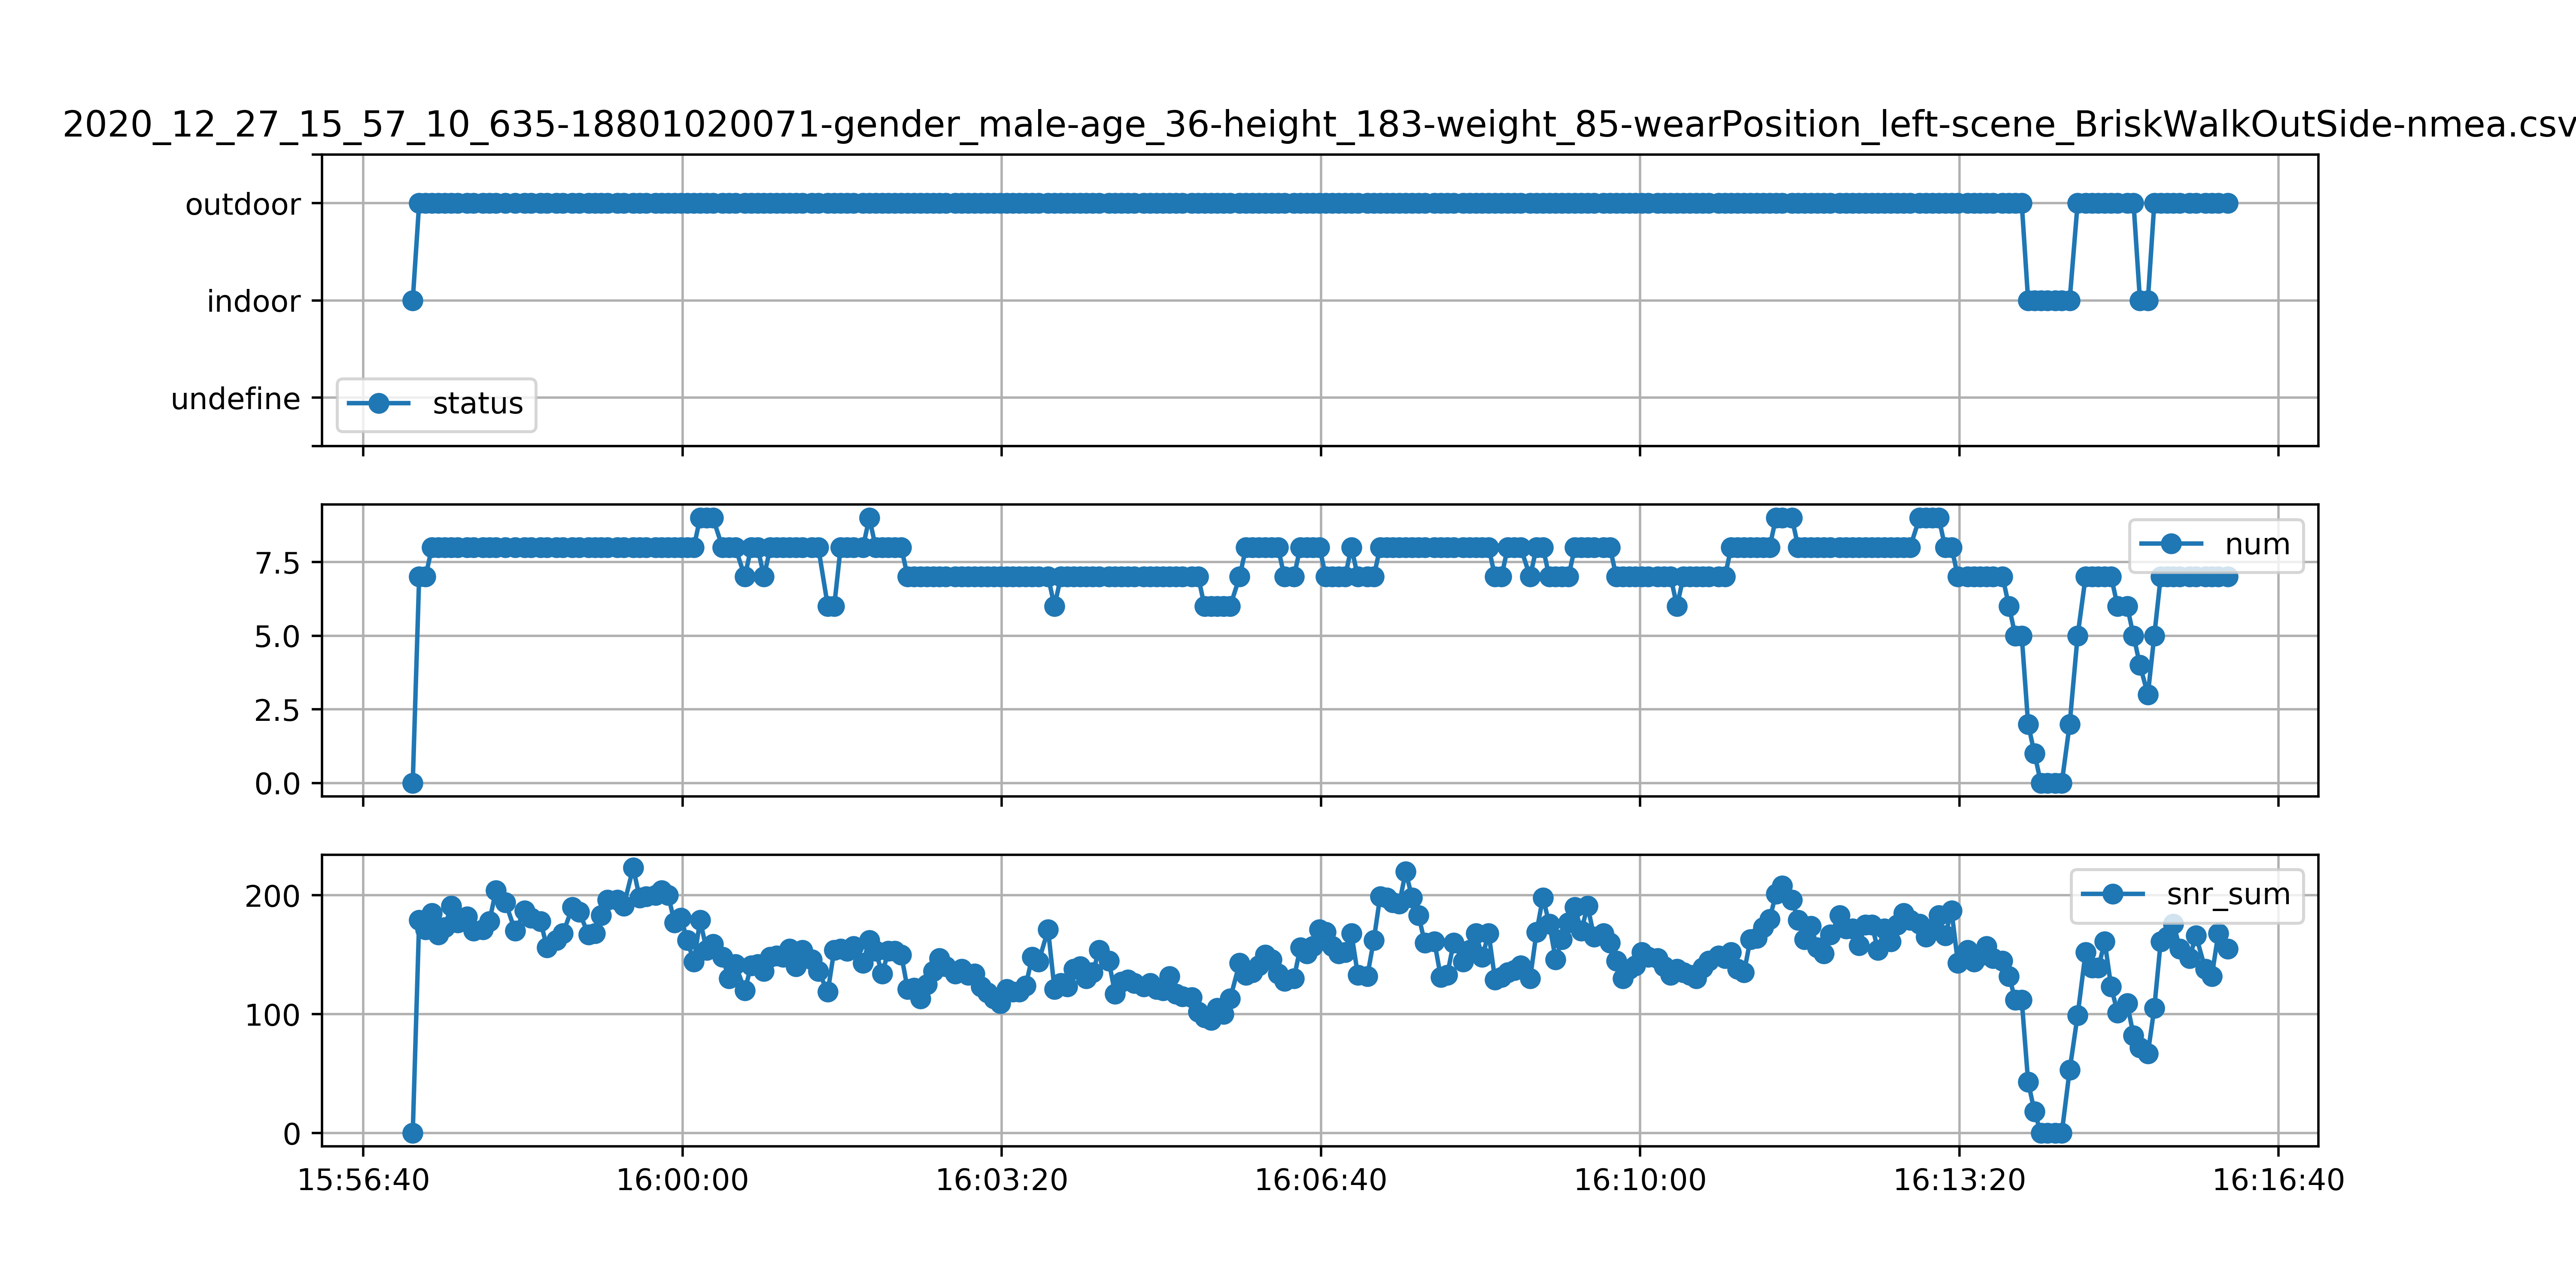 2020_12_27_15_57_10_635-18801020071-gender_male-age_36-height_183-weight_85-wearPosition_left-scene_BriskWalkOutSide-nmea.csv
outdoor
indoor
undefine
status
7.5
5.0
2.5
0.0
num
200
100
0
snr_sum
15:56:40 16:00:00 16:03:20 16:06:40 16:10:00 16:13:20 16:16:40